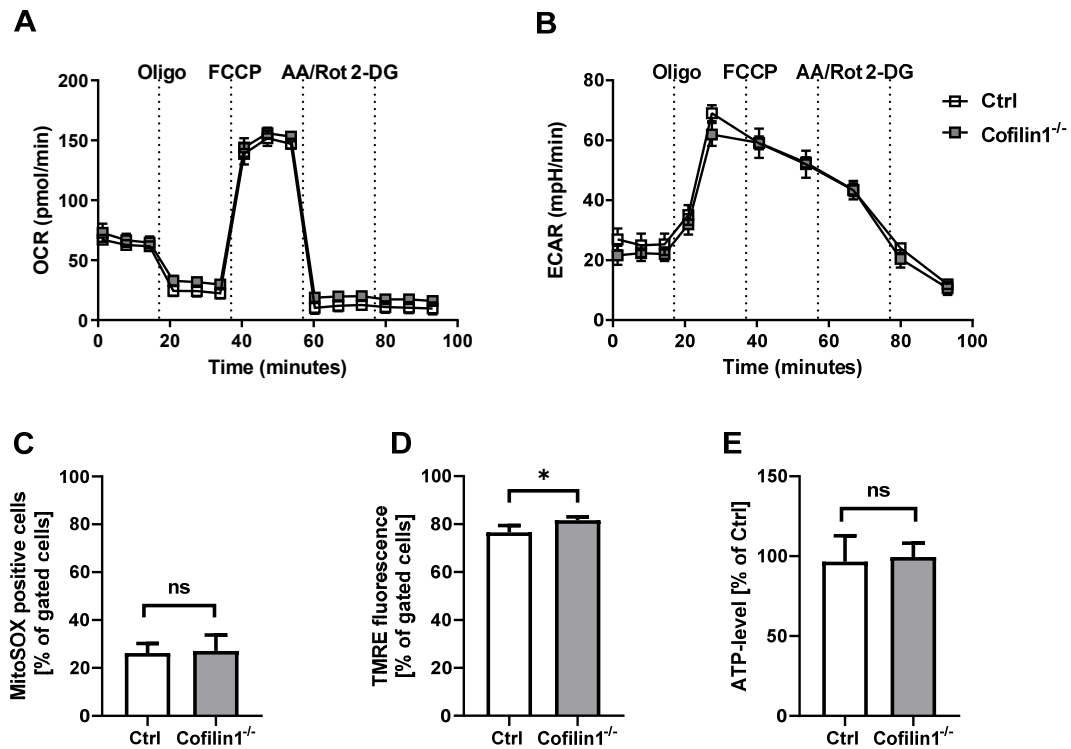 A
B
Oligo FCCP AA/Rot 2-DG
Oligo FCCP AA/Rot 2-DG
200
150
100
50
0
OCR (pmol/min)
0 20 40 60 80 100
Time (minutes)
80
60
40
20
0
ECAR (mpH/min)
0 20 40 60 80 100
Time (minutes)
Ctrl
Cofilin1-/-
C
D
E
MitoSOX positive cells
[% of gated cells]
100
80
60
40
20
0
ns
Ctrl Cofilin1-/-
TMRE fluorescence
[% of gated cells]
100
80
60
40
20
0
*
Ctrl Cofilin1-/-
ATP-level [% of Ctrl]
150
100
50
0
ns
Ctrl Cofilin1-/-